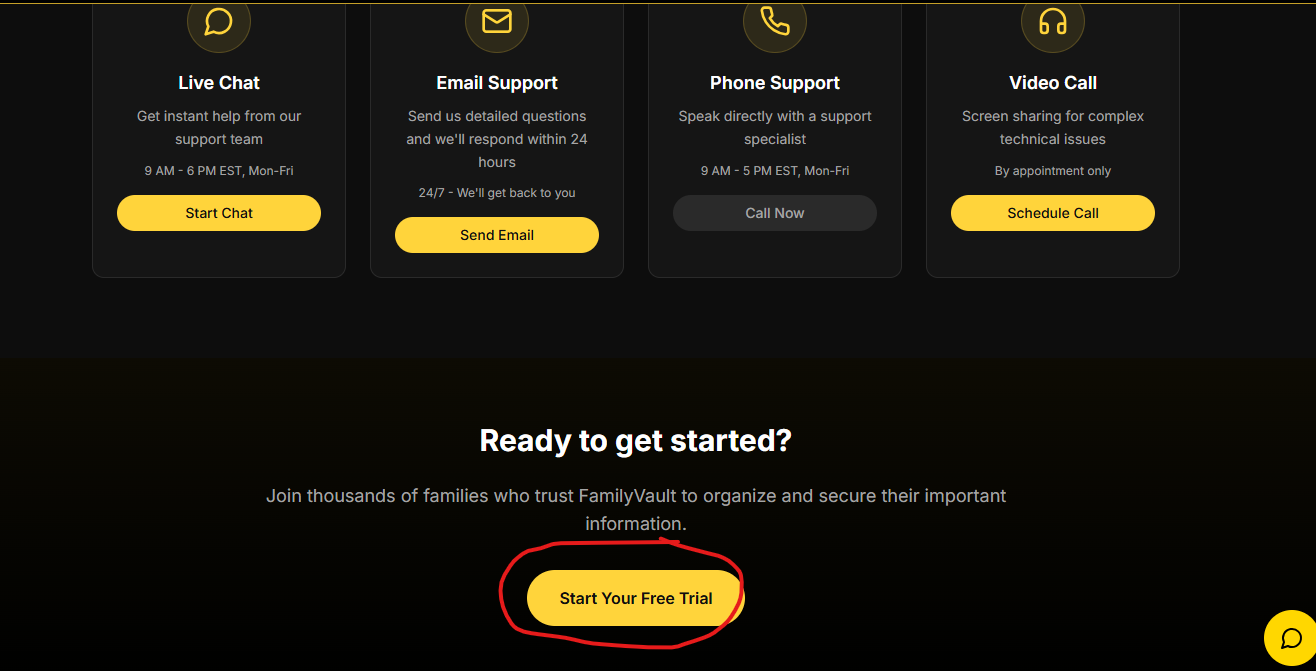 Live Chat
Get instant help from our
support team
9 AM - 6 PM EST, Mon-Fri
Start Chat
Email Support
Send us detailed questions
and we'll respond within 24
hours
24/7 - We'll get back to you
Send Email
Phone Support
Speak directly with a support
specialist
9 AM - 5 PM EST, Mon-Fri
Call Now
Video Call
Screen sharing for complex
technical issues
By appointment only
Schedule Call
Ready to get started?
Join thousands of families who trust FamilyVault to organize and secure their important
information.
Start Your Free Trial